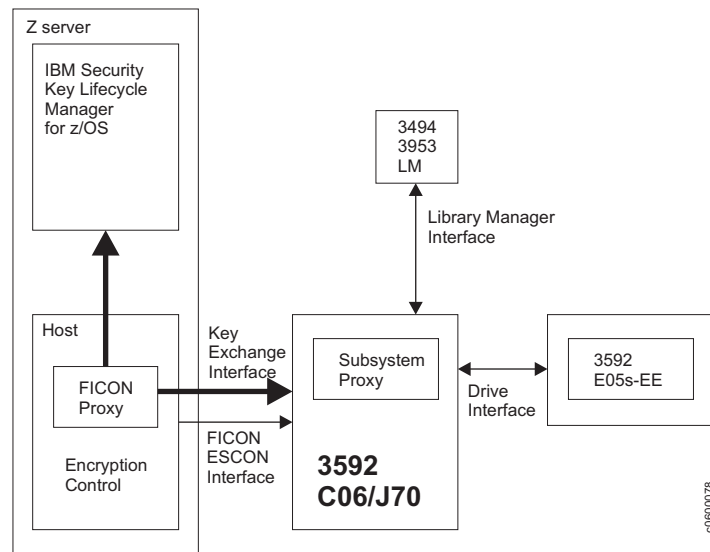 Z server
IBM Security
Key Lifecycle
Manager
for z/OS
3494
3953
LM
Library Manager
Interface
Host
FICON
Proxy
Encryption
Control
Key
Exchange
Interface
FICON
ESCON
Interface
Subsystem
Proxy
3592
C06/J70
Drive
Interface
3592
E05s-EE
c0600078